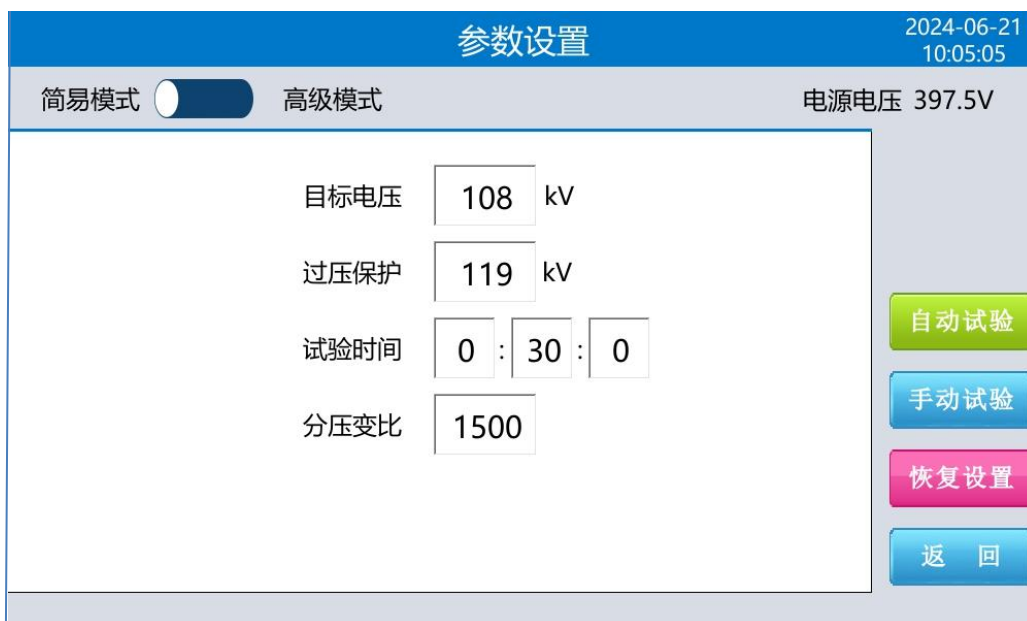 参数设置
2024-06-21
10:05:05
简易模式 高级模式 电源电压 397.5V
目标电压 108 kV
过压保护 119 kV
试验时间 0 : 30 : 0
分压变比 1500
自动试验
手动试验
恢复设置
返 回